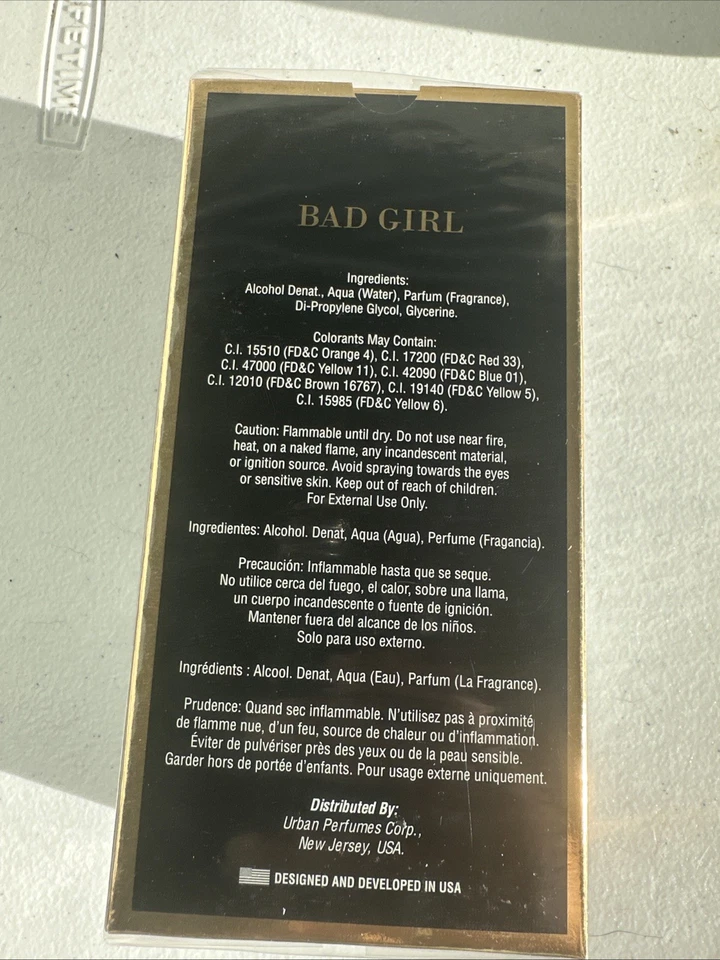 LIFETIME
BAD GIRL
Ingredients:
Alcohol Denat., Aqua (Water), Parfum (Fragrance),
Di-Propylene Glycol, Glycerine.
Colorants May Contain:
C.I. 15510 (FD&C Orange 4), C.I. 17200 (FD&C Red 33),
C.I. 47000 (FD&C Yellow 11), C.I. 42090 (FD&C Blue 01),
C.I. 12010 (FD&C Brown 16767), C.I. 19140 (FD&C Yellow 5),
C.I. 15985 (FD&C Yellow 6).
Caution: Flammable until dry. Do not use near fire,
heat, on a naked flame, any incandescent material,
or ignition source. Avoid spraying towards the eyes
or sensitive skin. Keep out of reach of children.
For External Use Only.
Ingredientes: Alcohol. Denat, Aqua (Agua), Perfume (Fragancia).
Precaución: Inflammable hasta que se seque.
No utilice cerca del fuego, el calor, sobre una llama,
un cuerpo incandescente o fuente de ignición.
Mantener fuera del alcance de los niños.
Solo para uso externo.
Ingrédients : Alcool. Denat, Aqua (Eau), Parfum (La Fragrance).
Prudence: Quand sec inflammable. N'utilisez pas à proximité
de flamme nue, d'un feu, source de chaleur ou d'inflammation.
Éviter de pulvériser près des yeux ou de la peau sensible.
Garder hors de portée d'enfants. Pour usage externe uniquement.
Distributed By:
Urban Perfumes Corp.,
New Jersey, USA.
DESIGNED AND DEVELOPED IN USA